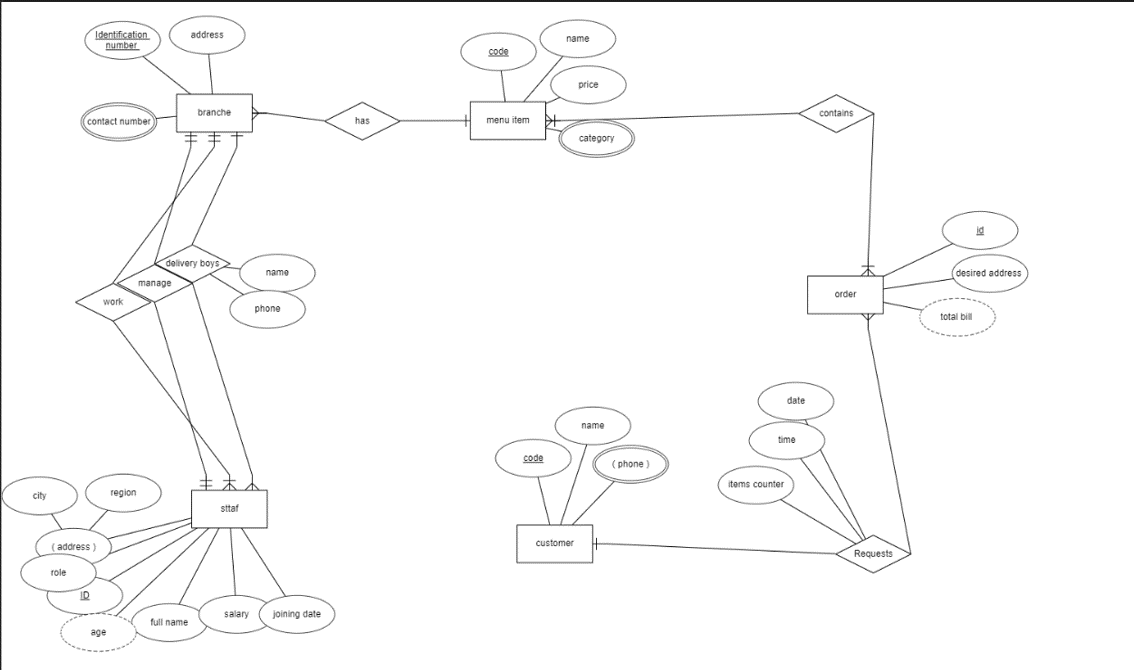 Identification
number
address
contact number
branche
has
code
name
price
menu item
category
contains
delivery boys
name
manage
phone
work
id
desired address
order
total bill
date
time
items counter
name
code
( phone )
customer
Requests
city
region
sttaf
( address )
role
ID
age
full name
salary
joining date